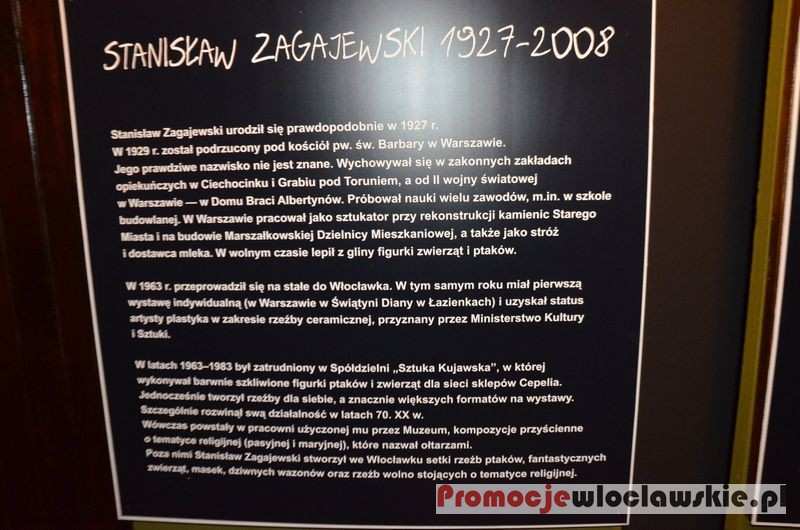 STANISŁAW ZAGAJEWSKI 1927-2008
Stanisław Zagajewski urodził się prawdopodobnie w 1927 r.
W 1929 r. został podrzucony pod kościół pw. św. Barbary w Warszawie.
Jego prawdziwe nazwisko nie jest znane. Wychowywał się w zakonnych zakładach
opiekuńczych w Ciechocinku i Grabiu pod Toruniem, a od II wojny światowej
w Warszawie — w Domu Braci Albertynów. Próbował nauki wielu zawodów, m.in. w szkole
budowlanej. W Warszawie pracował jako sztukator przy rekonstrukcji kamienic Starego
Miasta i na budowie Marszałkowskiej Dzielnicy Mieszkaniowej, a także jako stróż
i dostawca mleka. W wolnym czasie lepił z gliny figurki zwierząt i ptaków.
W 1963 r. przeprowadził się na stałe do Włocławka. W tym samym roku miał pierwszą
wystawę indywidualną (w Warszawie w Świątyni Diany w Łazienkach) i uzyskał status
artysty plastyka w zakresie rzeźby ceramicznej, przyznany przez Ministerstwo Kultury
i Sztuki.
W latach 1963–1983 był zatrudniony w Spółdzielni „Sztuka Kujawska", w której
wykonywał barwnie szkliwione figurki ptaków i zwierząt dla sieci sklepów Cepelia.
Jednocześnie tworzył rzeźby dla siebie, a znacznie większych formatów na wystawy.
Szczególnie rozwinął swą działalność w latach 70. XX w.
Wówczas powstały w pracowni użyczonej mu przez Muzeum, kompozycje przyścienne
o tematyce religijnej (pasyjnej i maryjnej), które nazwał ołtarzami.
Poza nimi Stanisław Zagajewski stworzył we Włocławku setki rzeźb ptaków, fantastycznych
zwierząt, masek, dziwnych wazonów oraz rzeźb wolno stojących o tematyce religijnej.
Promocjewloclawskie.pl